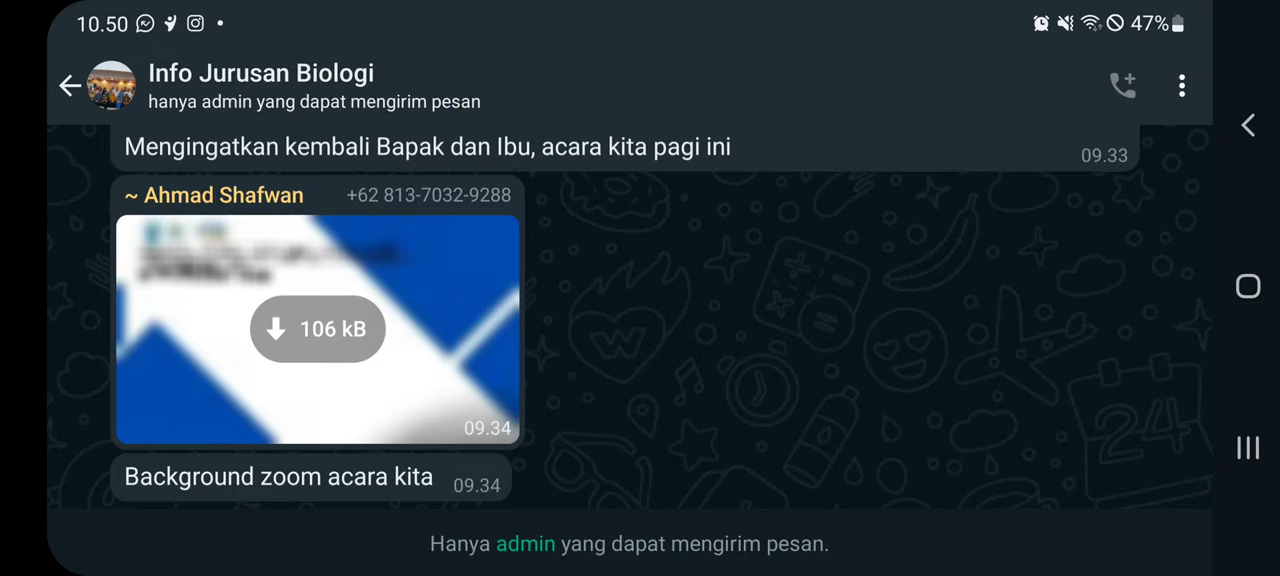 10.50
47%
Info Jurusan Biologi
hanya admin yang dapat mengirim pesan
Mengingatkan kembali Bapak dan Ibu, acara kita pagi ini
09.33
~ Ahmad Shafwan +62 813-7032-9288
106 kB
09.34
Background zoom acara kita 09.34
24
Hanya admin yang dapat mengirim pesan.